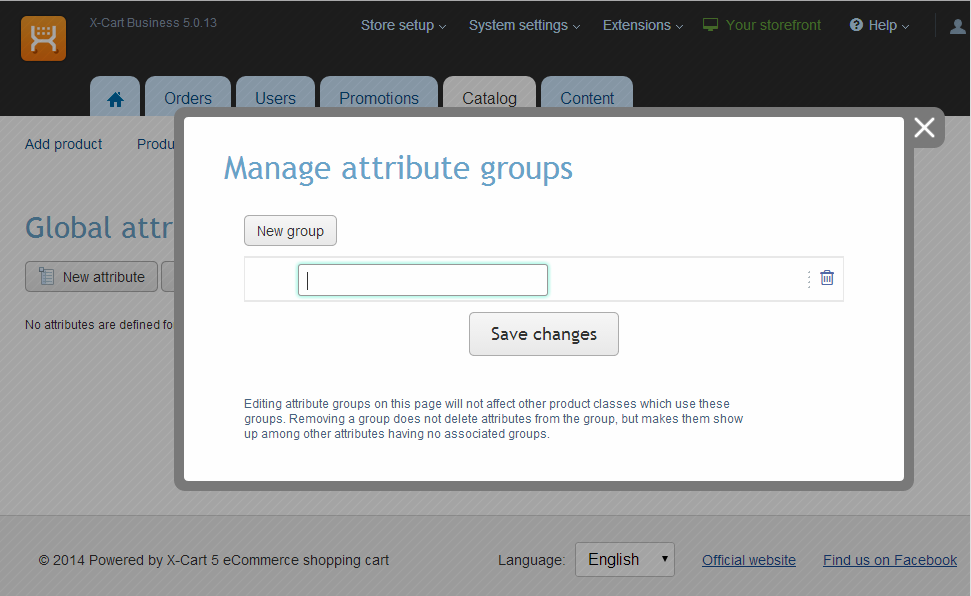 X-Cart Business 5.0.13
Store setup System settings Extensions Your storefront Help
Orders Users Promotions Catalog Content
Add product Produ
Manage attribute groups
Global attr
New group
New attribute
No attributes are defined fo
Save changes
Editing attribute groups on this page will not affect other product classes which use these
groups. Removing a group does not delete attributes from the group, but makes them show
up among other attributes having no associated groups.
© 2014 Powered by X-Cart 5 eCommerce shopping cart Language: English Official website Find us on Facebook